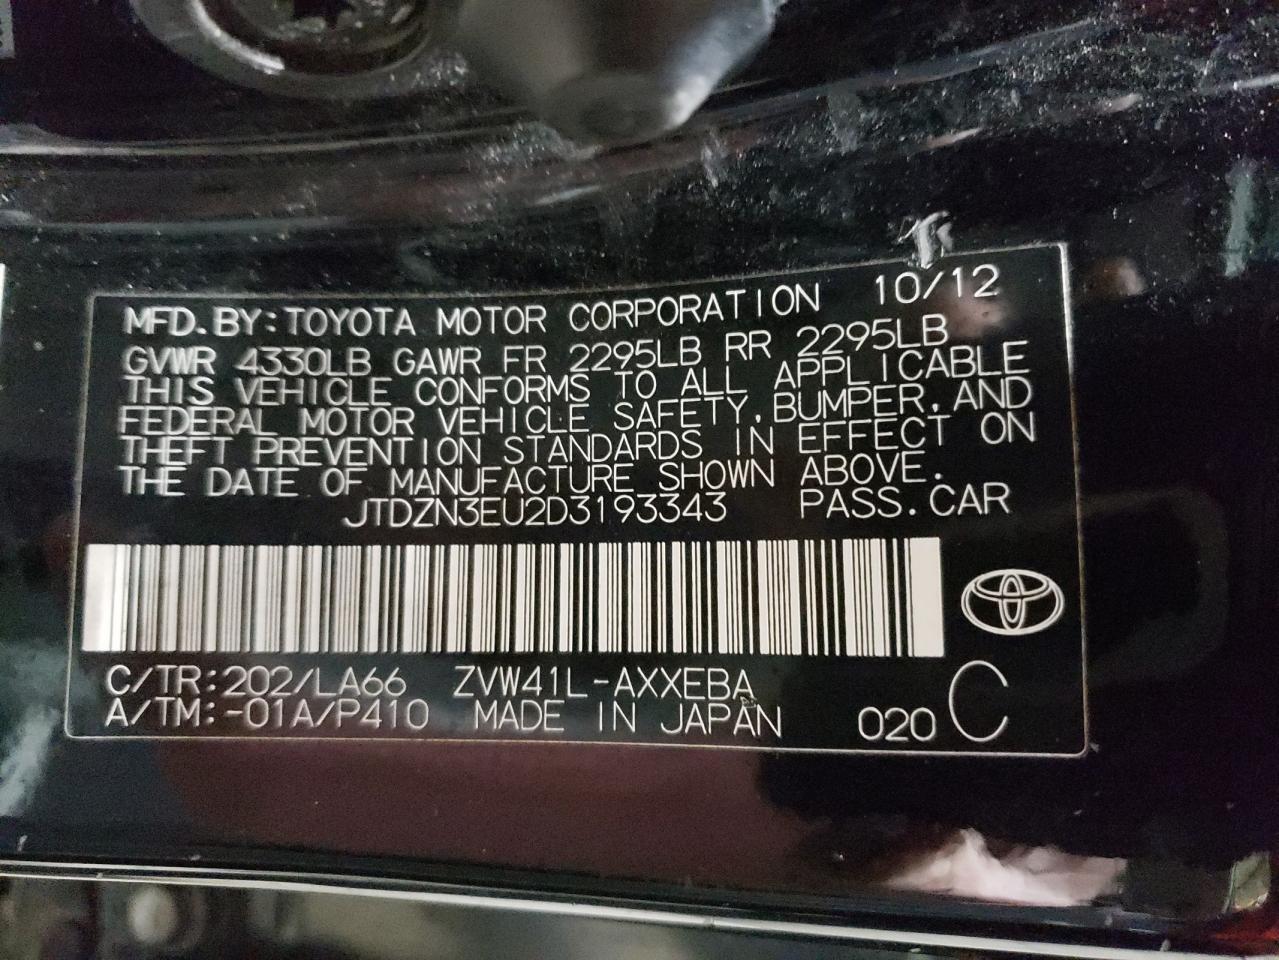 MFD.BY:TOYOTA MOTOR CORPORATION 10/12
GVWR 4330LB GAWR FR 2295LB RR 2295LB
THIS VEHICLE CONFORMS TO ALL APPLICABLE
FEDERAL MOTOR VEHICLE SAFETY,BUMPER,AND
THEFT PREVENTION STANDARDS IN EFFECT ON
THE DATE OF MANUFACTURE SHOWN ABOVE.
JTDZN3EU2D3193343 PASS.CAR
C/TR:202/LA66 ZVW41L-AXXEBA
A/TM:-01A/P410 MADE IN JAPAN 020 C